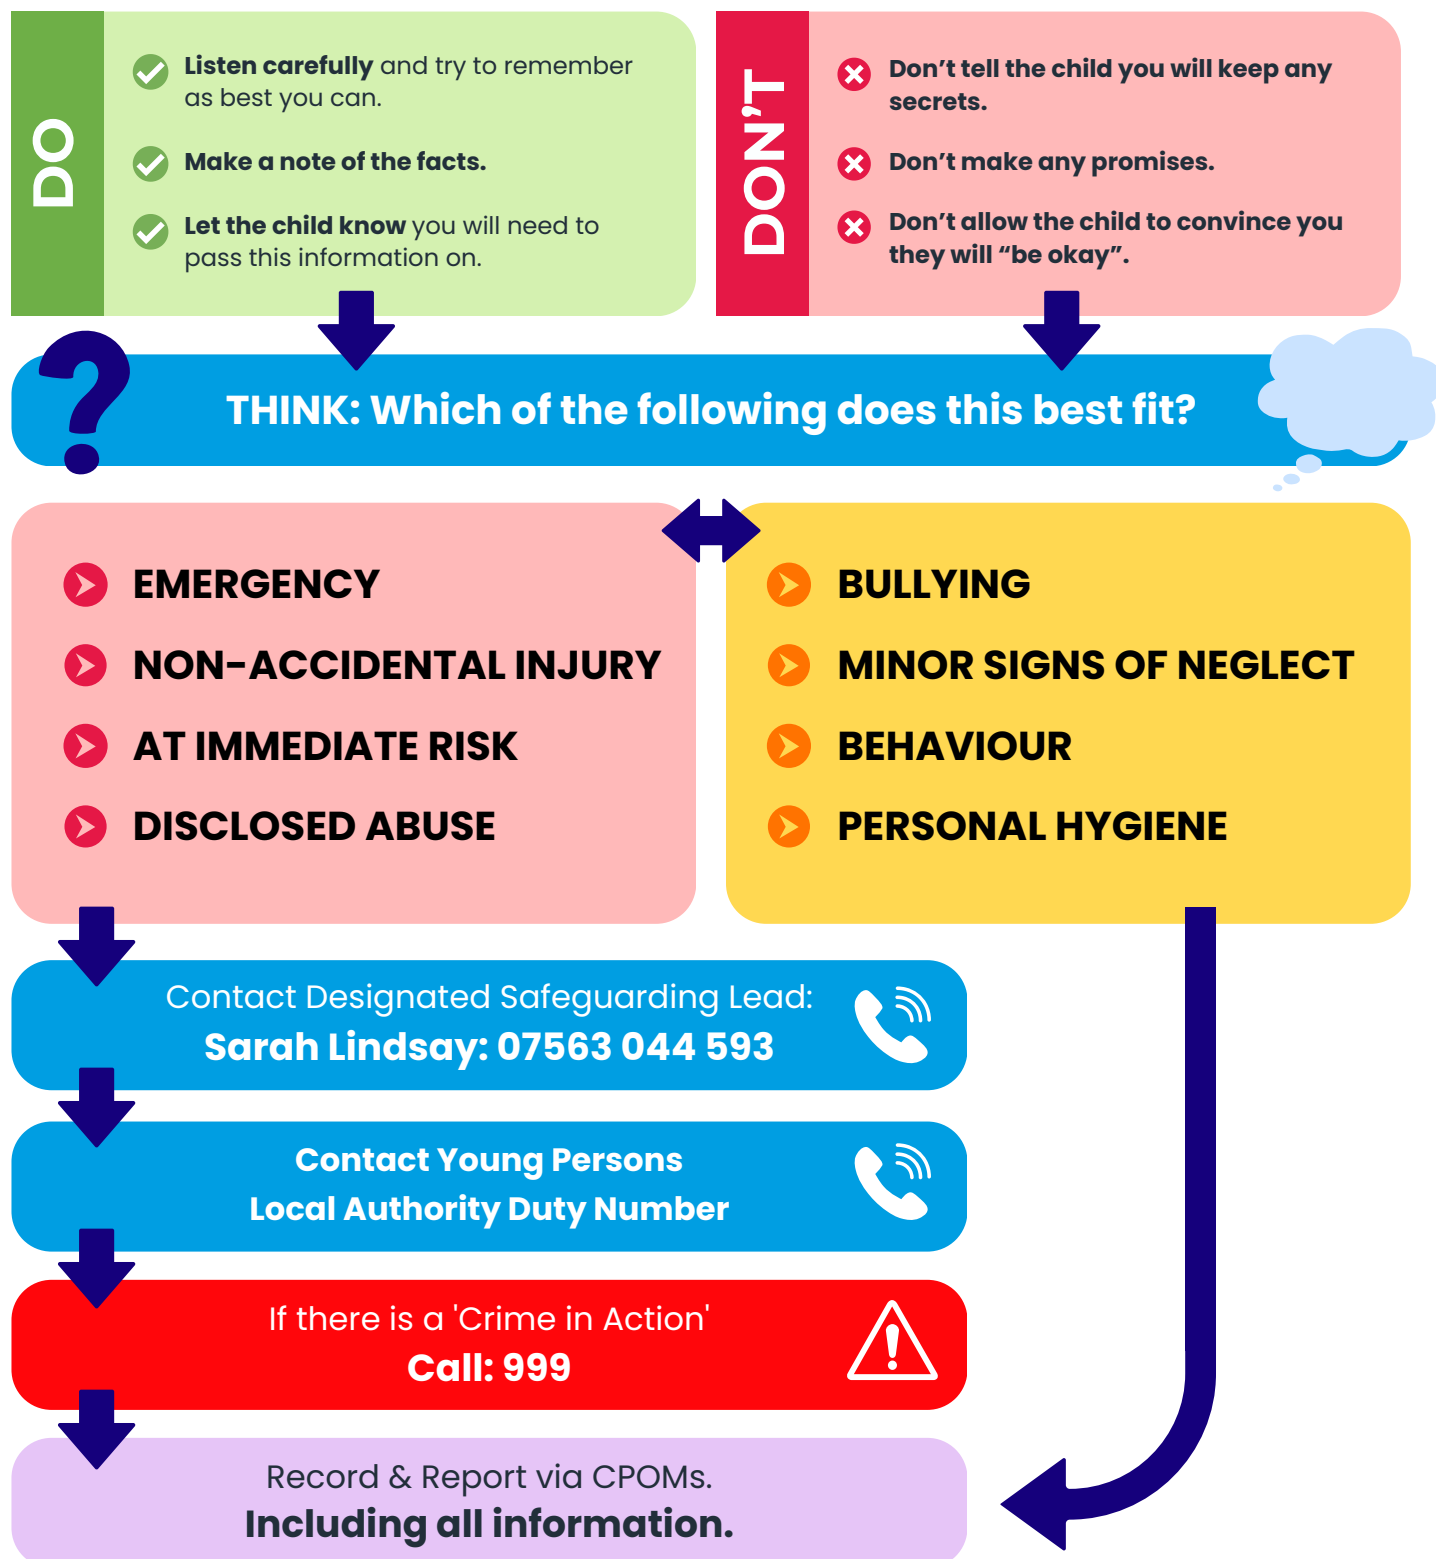 DO
Listen carefully and try to remember
as best you can.
Make a note of the facts.
Let the child know you will need to
pass this information on.
DON’T
Don’t tell the child you will keep any
secrets.
Don’t make any promises.
Don’t allow the child to convince you
they will “be okay”.
?
THINK: Which of the following does this best fit?
EMERGENCY
NON-ACCIDENTAL INJURY
AT IMMEDIATE RISK
DISCLOSED ABUSE
BULLYING
MINOR SIGNS OF NEGLECT
BEHAVIOUR
PERSONAL HYGIENE
Contact Designated Safeguarding Lead:
Sarah Lindsay: 07563 044 593
Contact Young Persons
Local Authority Duty Number
If there is a 'Crime in Action'
Call: 999
Record & Report via CPOMs.
Including all information.